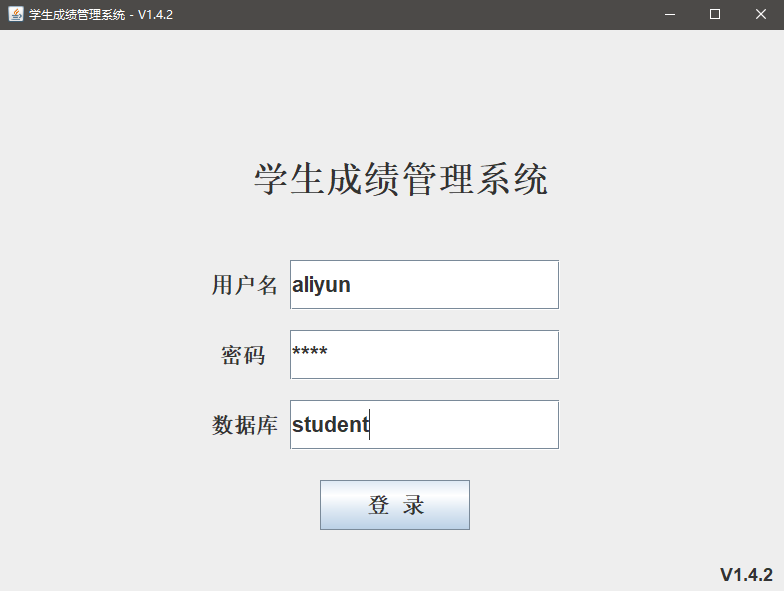 学生成绩管理系统 - V1.4.2
学生成绩管理系统
用户名 aliyun
密码 ****
数据库 student
登 录
V1.4.2